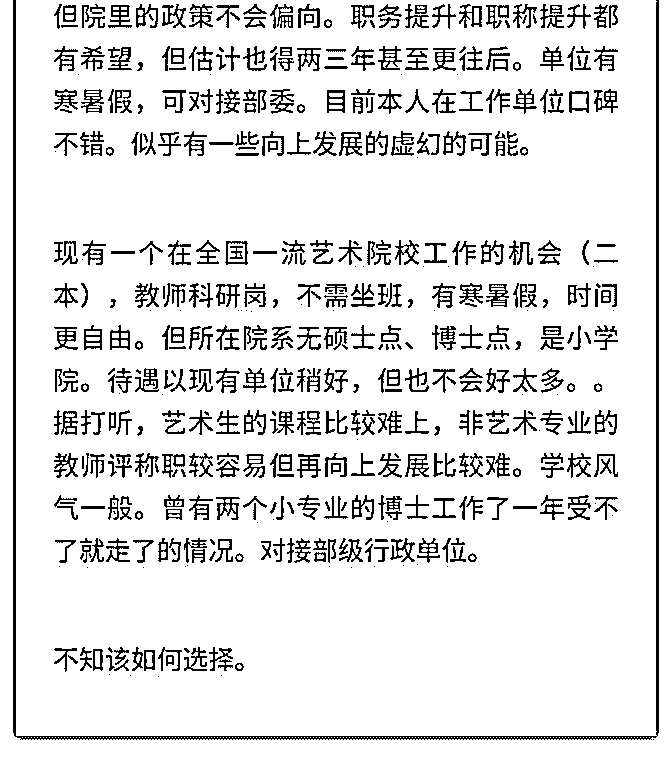 但院里的政策不会偏向。职务提升和职称提升都
有希望，但估计也得两三年甚至更往后。单位有
寒暑假，可对接部委。目前本人在工作单位口碑
不错。似乎有一些向上发展的虚幻的可能。
现有一个在全国一流艺术院校工作的机会（二
本），教师科研岗，不需坐班，有寒暑假，时间
更自由。但所在院系无硕士点、博士点，是小学
院。待遇以现有单位稍好，但也不会好太多。。
据打听，艺术生的课程比较难上，非艺术专业的
教师评称职较容易但再向上发展比较难。学校风
气一般。曾有两个小专业的博士工作了一年受不
了就走了的情况。对接部级行政单位。
不知该如何选择。